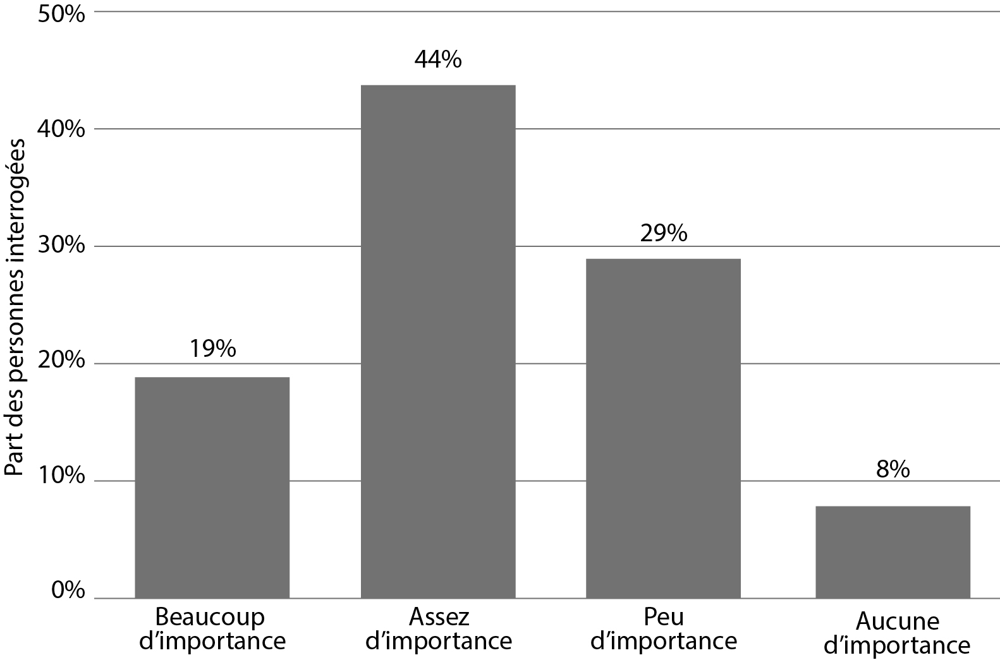 50%
44%
40%
Part des personnes interrogées
30%
29%
19%
20%
10%
8%
0%
Beaucoup
d’importance
Assez
d’importance
Peu
d’importance
Aucune
d’importance